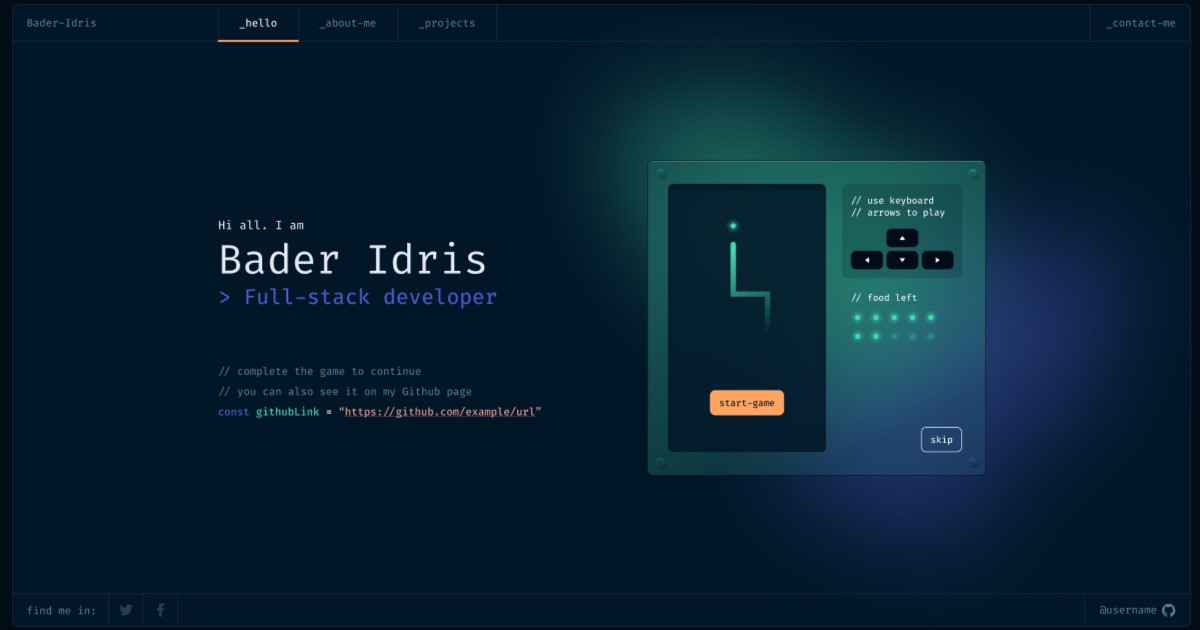 Bader-Idris
_hello
_about-me
_projects
_contact-me
Hi all. I am
Bader Idris
> Full-stack developer
// complete the game to continue
// you can also see it on my Github page
const githubLink = “https://github.com/example/url”
start-game
// use keyboard
// arrows to play
// food left
skip
find me in:
@username